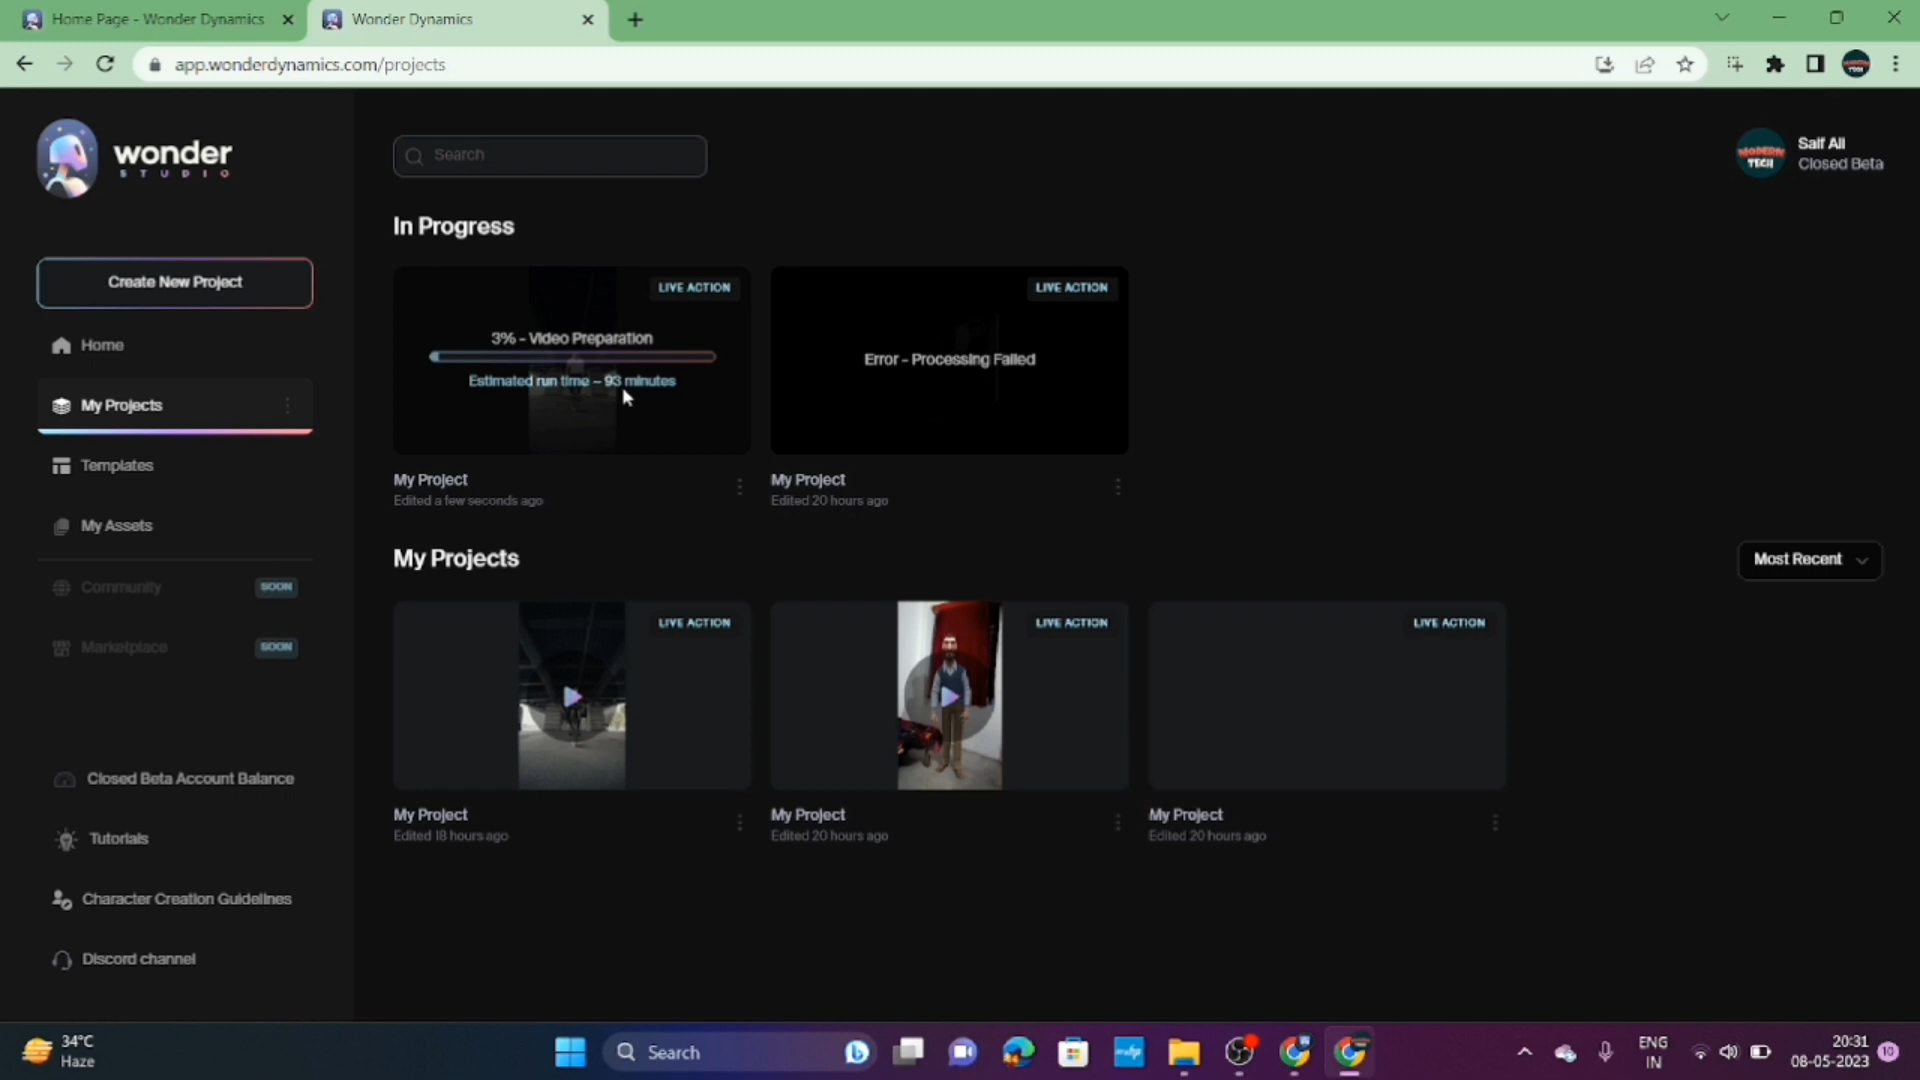 Home Page - Wonder Dynamics
Wonder Dynamics
app.wonderdynamics.com/projects
wonder
STUDIO
Search
Saif Ali
Closed Beta
MODERN
TECH
Create New Project
Home
My Projects
Templates
My Assets
Community
SOON
Marketplace
SOON
Closed Beta Account Balance
Tutorials
Character Creation Guidelines
Discord channel
In Progress
LIVE ACTION
3% - Video Preparation
Estimated run time – 93 minutes
My Project
Edited a few seconds ago
LIVE ACTION
Error - Processing Failed
My Project
Edited 20 hours ago
My Projects
Most Recent
LIVE ACTION
My Project
Edited 18 hours ago
LIVE ACTION
My Project
Edited 20 hours ago
LIVE ACTION
My Project
Edited 20 hours ago
34°C
Haze
Search
ENG
IN
20:31
08-05-2023
10